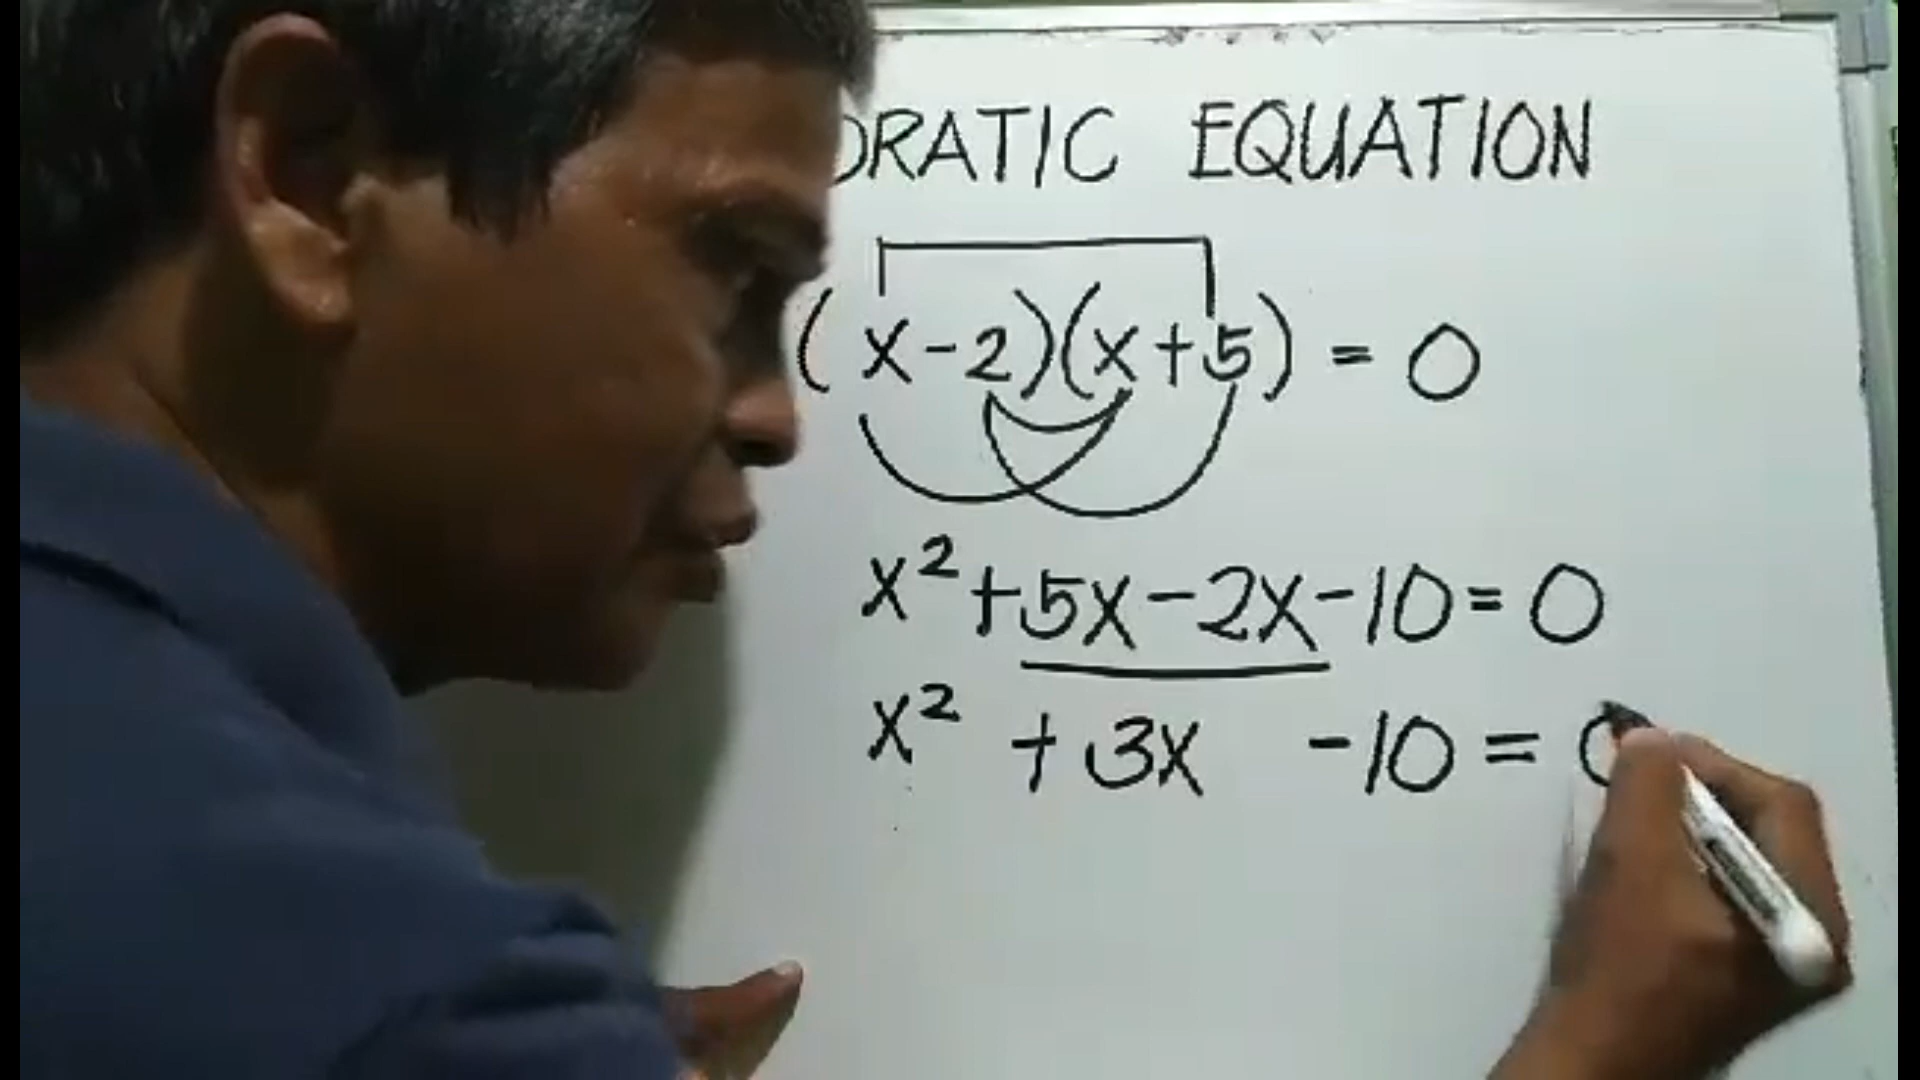 DRATIC EQUATION
(x-2)(x+5) = 0
x²+5x-2x-10=0
x² +3x -10=0